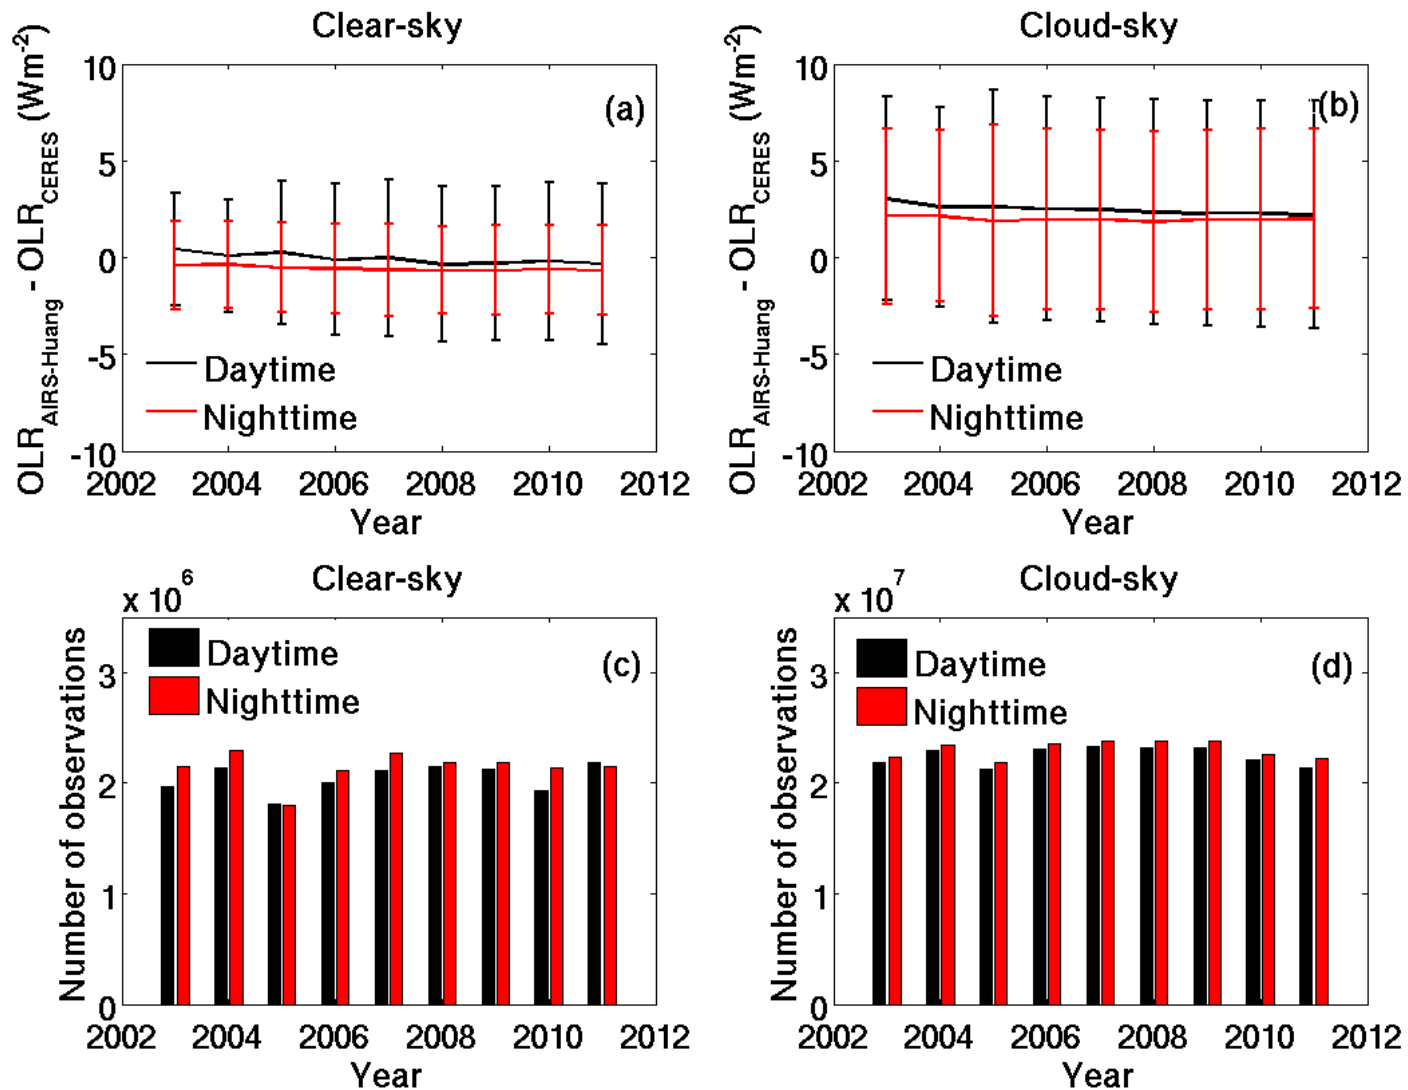 Clear-sky
OLR_AIRS-Huang - OLR_CERES (Wm^-2)
10
5
0
-5
-10
(a)
Daytime
Nighttime
2002 2004 2006 2008 2010 2012
Year
Cloud-sky
OLR_AIRS-Huang - OLR_CERES (Wm^-2)
10
5
0
-5
-10
(b)
Daytime
Nighttime
2002 2004 2006 2008 2010 2012
Year
Clear-sky
x 10^6
Number of observations
3
2
1
0
Daytime
Nighttime
(c)
2002 2004 2006 2008 2010 2012
Year
Cloud-sky
x 10^7
Number of observations
3
2
1
0
Daytime
Nighttime
(d)
2002 2004 2006 2008 2010 2012
Year